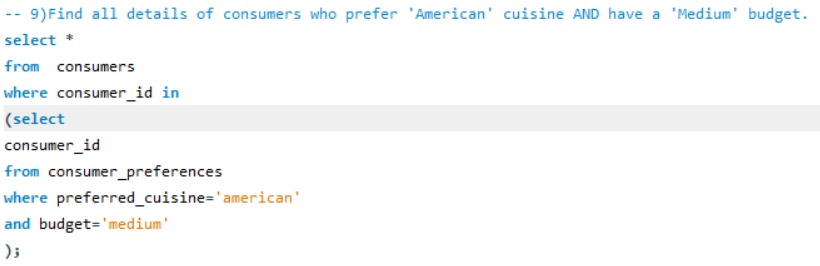 -- 9)Find all details of consumers who prefer 'American' cuisine AND have a 'Medium' budget.
select *
from  consumers
where consumer_id in
(select
consumer_id
from consumer_preferences
where preferred_cuisine='american'
and budget='medium'
);